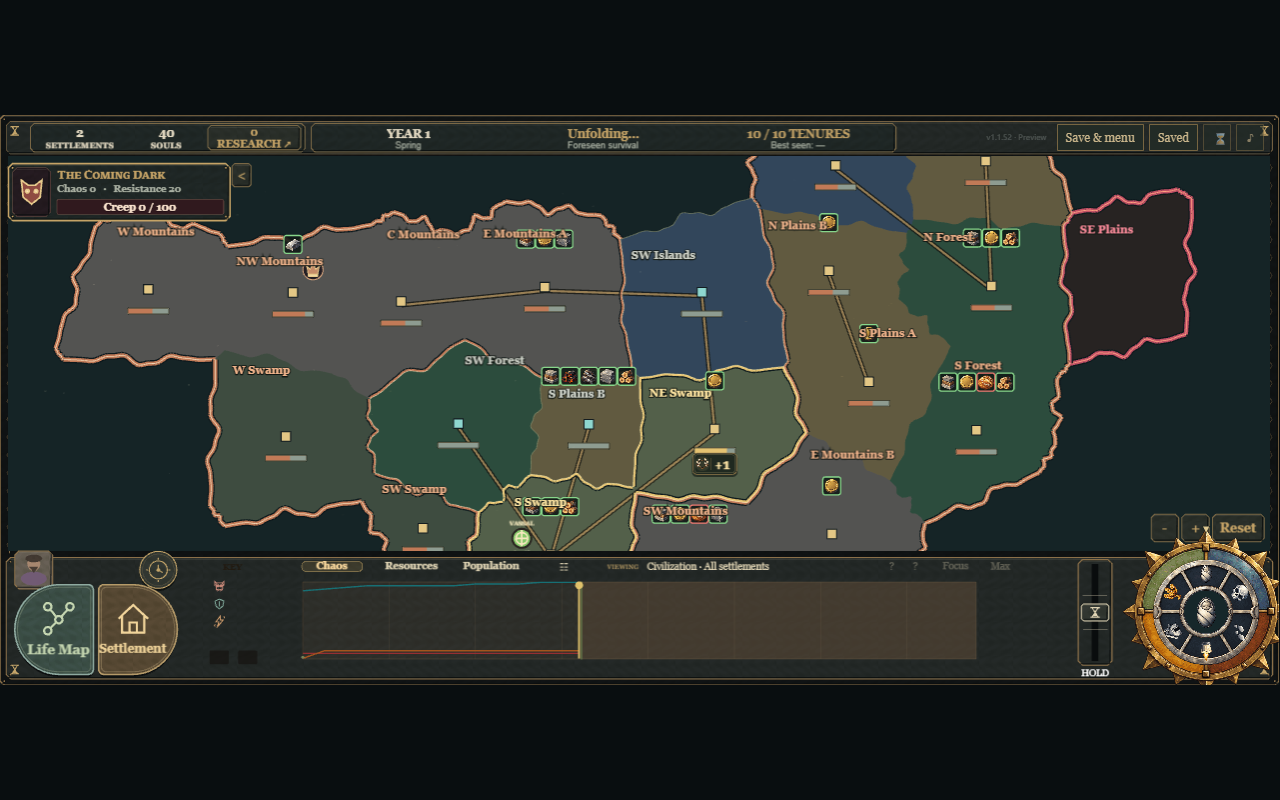 2
SETTLEMENTS
40
SOULS
0
RESEARCH ↗
YEAR 1
Spring
Unfolding...
Foreseen survival
10 / 10 TENURES
Best seen: —
v1.1.52 · Preview
Save & menu
Saved
THE COMING DARK
Chaos 0 · Resistance 20
Creep 0 / 100
<
W Mountains
NW Mountains
C Mountains
E Mountains A
SW Islands
N Plains B
N Forest
SE Plains
S Plains A
W Swamp
SW Forest
S Plains B
NE Swamp
S Forest
E Mountains B
+1
SW Swamp
S Swamp
SW Mountains
VASSAL
-
+
Reset
Chaos
Resources
Population
VIEWING
Civilization · All settlements
?
?
Focus
Max
Life Map
Settlement
HOLD